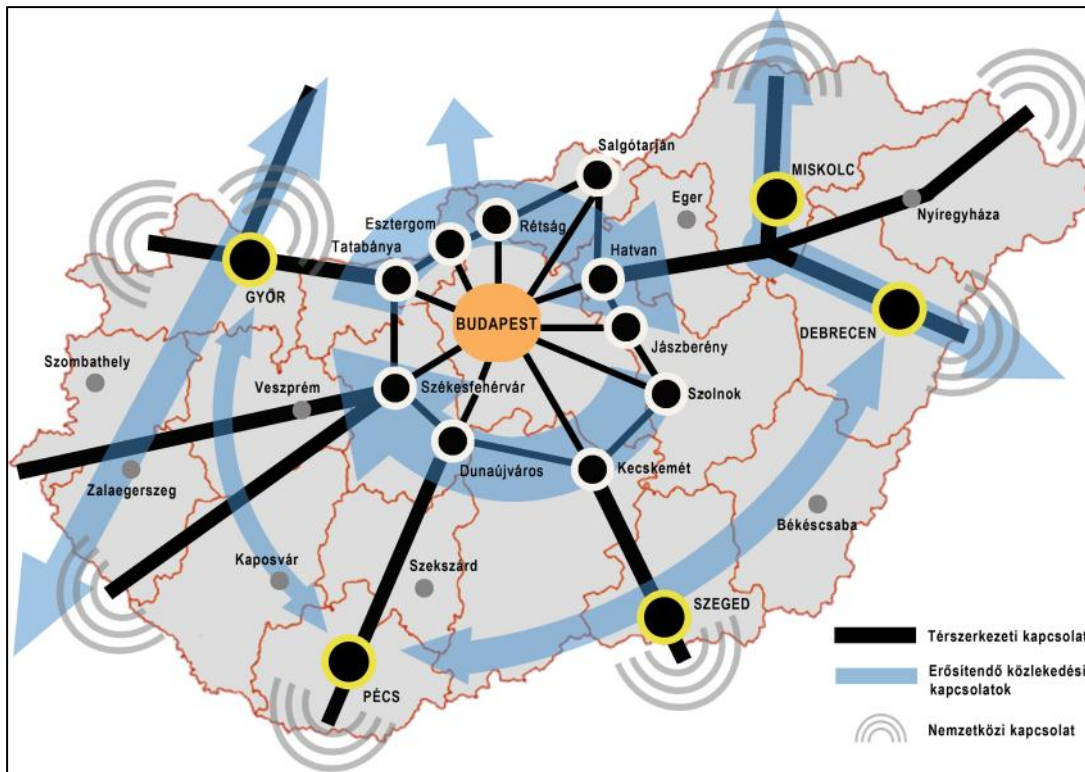 Salgótarján
MISKOLC
Eger
Nyíregyháza
Esztergom
Rétság
Tatabánya
Hatvan
GYŐR
BUDAPEST
DEBRECEN
Jászberény
Szombathely
Veszprém
Székesfehérvár
Szolnok
Dunaújváros
Kecskemét
Zalaegerszeg
Békéscsaba
Kaposvár
Szekszárd
SZEGED
PÉCS
Térszerkezeti kapcsolat
Erősítendő közlekedési
kapcsolatok
Nemzetközi kapcsolat